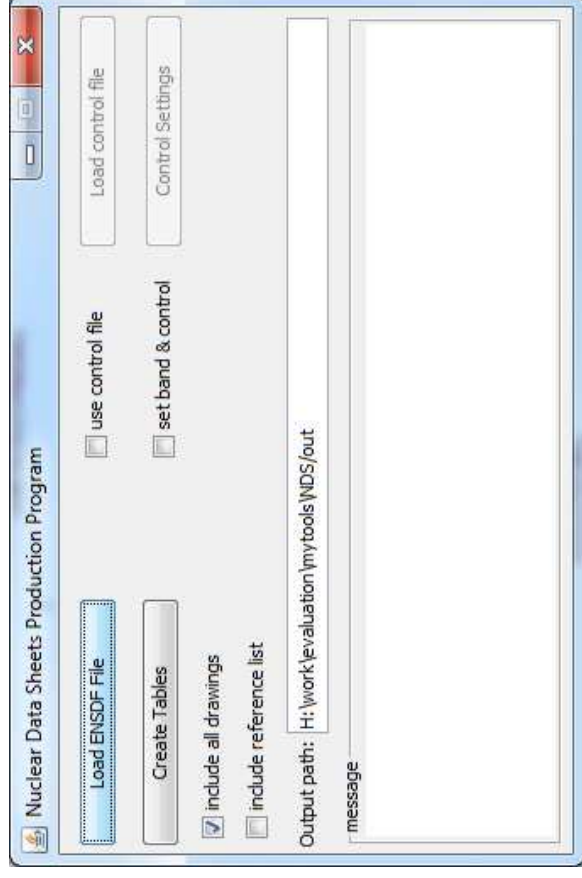 Nuclear Data Sheets Production Program
Load ENSDF File
use control file
Load control file
Create Tables
set band & control
Control Settings
include all drawings
include reference list
Output path: H:\work\evaluation\mytools\NDS/out
message